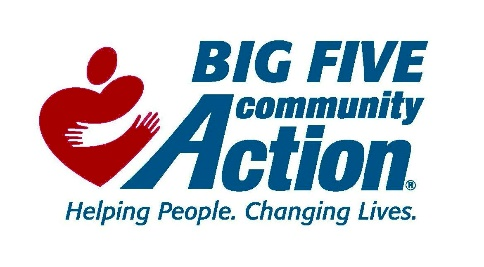 BIG FIVE
community
Action®
Helping People. Changing Lives.